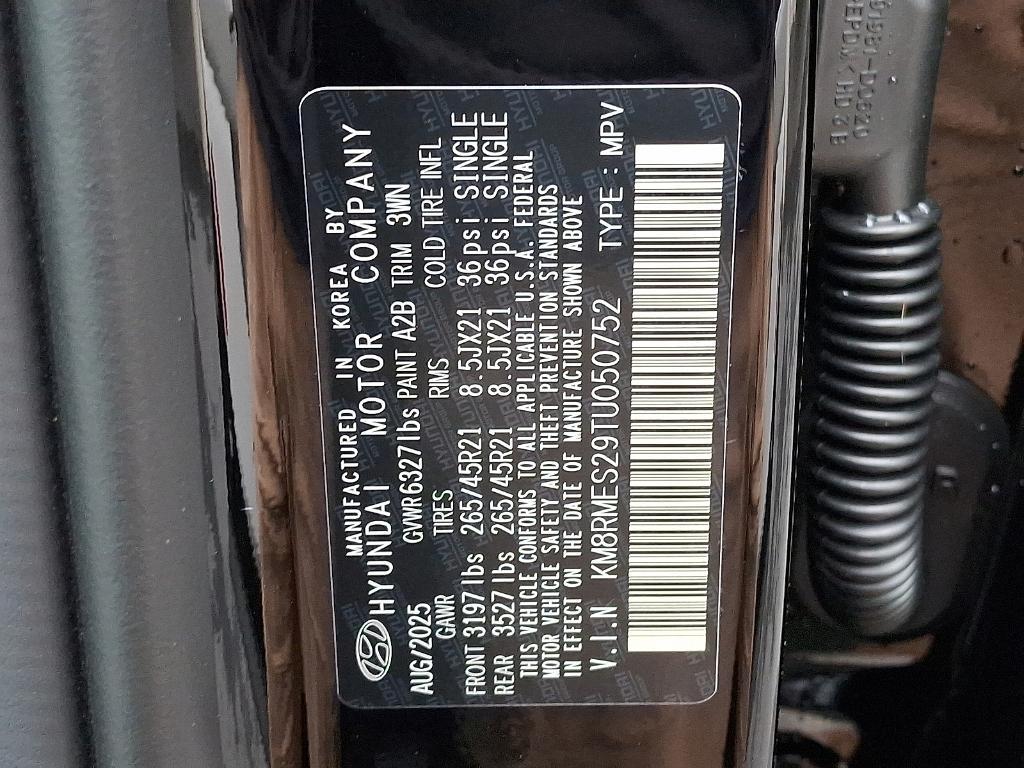 MANUFACTURED IN KOREA BY
HYUNDAI MOTOR COMPANY
AUG/2025 GVWR6327lbs PAINT A2B TRIM 3WN
GAWR TIRES RIMS COLD TIRE INFL
FRONT 3197lbs 265/45R21 8.5JX21 36psi SINGLE
REAR 3527lbs 265/45R21 8.5JX21 36psi SINGLE
THIS VEHICLE CONFORMS TO ALL APPLICABLE U.S.A. FEDERAL
MOTOR VEHICLE SAFETY AND THEFT PREVENTION STANDARDS
IN EFFECT ON THE DATE OF MANUFACTURE SHOWN ABOVE
V.I.N KM8RMES29TU050752 TYPE : MPV